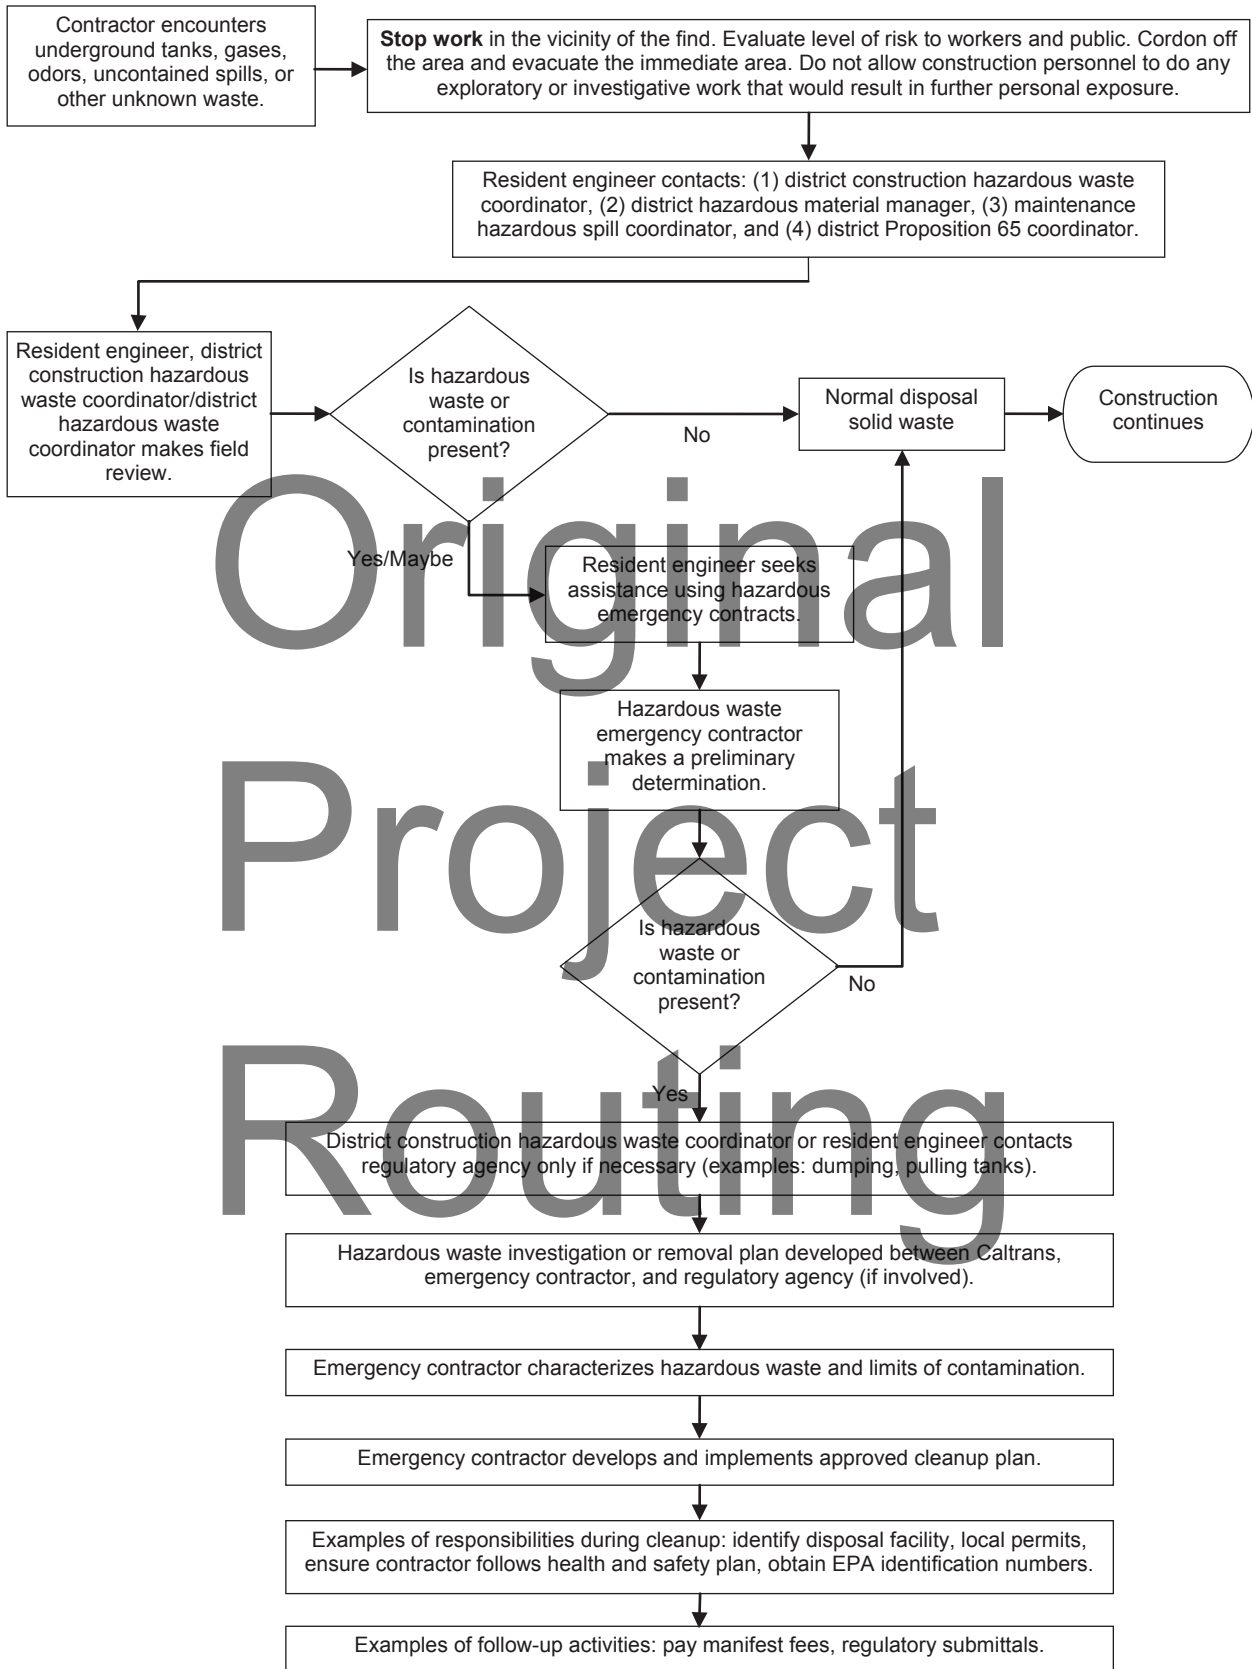 Contractor encounters
underground tanks, gases,
odors, uncontained spills, or
other unknown waste.
Stop work in the vicinity of the find. Evaluate level of risk to workers and public. Cordon off
the area and evacuate the immediate area. Do not allow construction personnel to do any
exploratory or investigative work that would result in further personal exposure.
Resident engineer contacts: (1) district construction hazardous waste
coordinator, (2) district hazardous material manager, (3) maintenance
hazardous spill coordinator, and (4) district Proposition 65 coordinator.
Resident engineer, district
construction hazardous
waste coordinator/district
hazardous waste
coordinator makes field
review.
Is hazardous
waste or
contamination
present?
No
Normal disposal
solid waste
Construction
continues
Yes/Maybe
Resident engineer seeks
assistance using hazardous
emergency contracts.
Hazardous waste
emergency contractor
makes a preliminary
determination.
Is hazardous
waste or
contamination
present?
No
Yes
District construction hazardous waste coordinator or resident engineer contacts
regulatory agency only if necessary (examples: dumping, pulling tanks).
Hazardous waste investigation or removal plan developed between Caltrans,
emergency contractor, and regulatory agency (if involved).
Emergency contractor characterizes hazardous waste and limits of contamination.
Emergency contractor develops and implements approved cleanup plan.
Examples of responsibilities during cleanup: identify disposal facility, local permits,
ensure contractor follows health and safety plan, obtain EPA identification numbers.
Examples of follow-up activities: pay manifest fees, regulatory submittals.
Original
Project
Routing